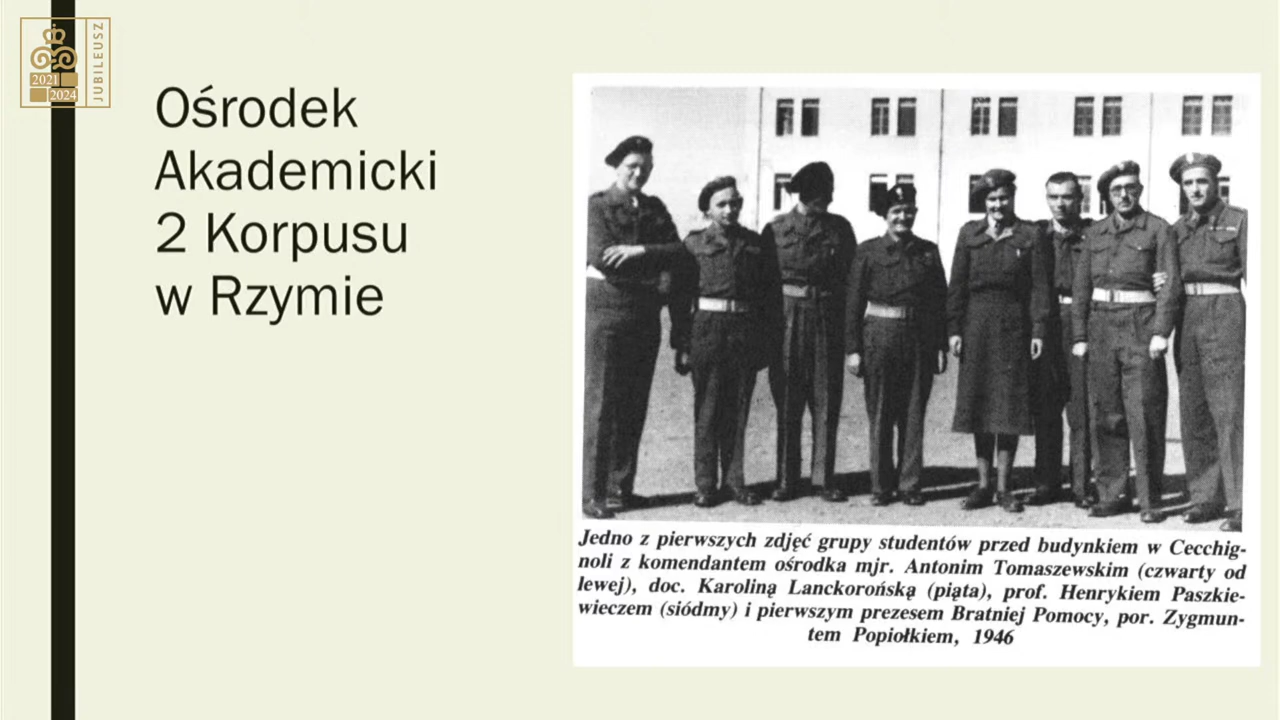 2021
2024
JUBILEUSZ
Ośrodek
Akademicki
2 Korpusu
w Rzymie
Jedno z pierwszych zdjęć grupy studentów przed budynkiem w Cecchig-
noli z komendantem ośrodka mjr. Antonim Tomaszewskim (czwarty od
lewej), doc. Karoliną Lanckorońską (piąta), prof. Henrykiem Paszkie-
wieczem (siódmy) i pierwszym prezesem Bratniej Pomocy, por. Zygmun-
tem Popiołkiem, 1946